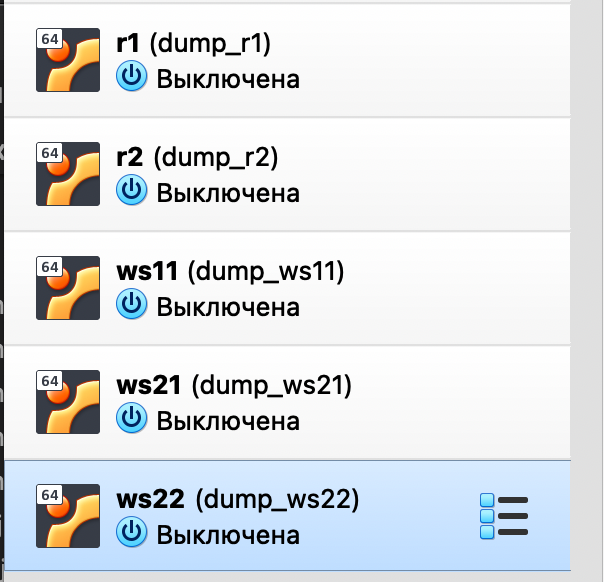 64
r1 (dump_r1)
Выключена
64
r2 (dump_r2)
Выключена
64
ws11 (dump_ws11)
Выключена
64
ws21 (dump_ws21)
Выключена
64
ws22 (dump_ws22)
Выключена